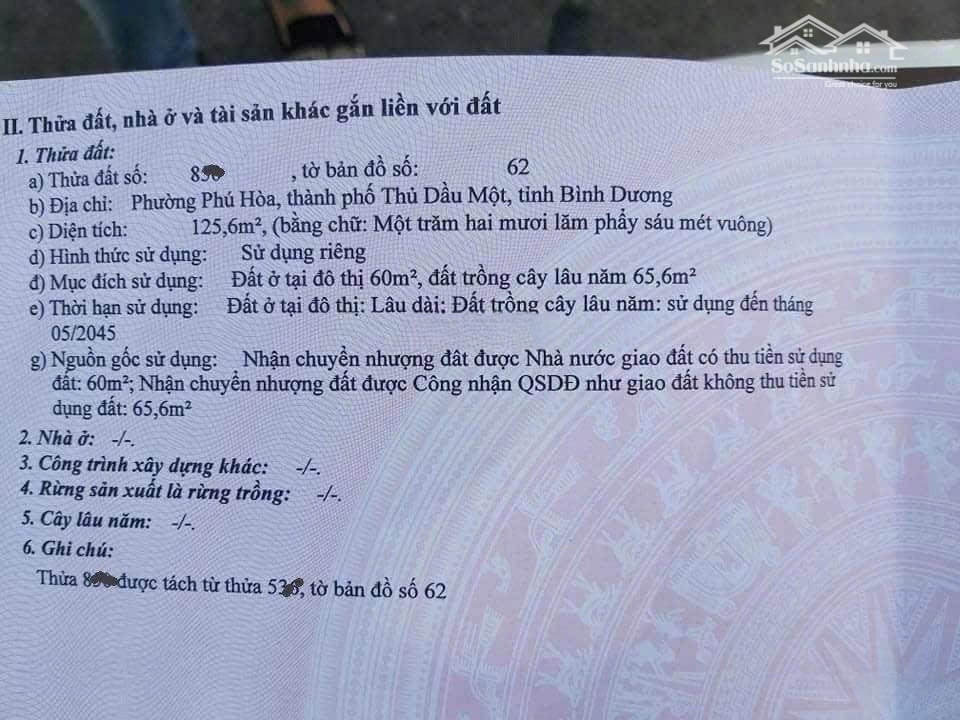 SoSanhnha.com
Great choice for you
II. Thửa đất, nhà ở và tài sản khác gắn liền với đất
1. Thửa đất:
a) Thửa đất số: , tờ bản đồ số: 62
b) Địa chỉ: Phường Phú Hòa, thành phố Thủ Dầu Một, tỉnh Bình Dương
c) Diện tích: 125,6m², (bằng chữ: Một trăm hai mươi lăm phẩy sáu mét vuông)
d) Hình thức sử dụng: Sử dụng riêng
đ) Mục đích sử dụng: Đất ở tại đô thị 60m², đất trồng cây lâu năm 65,6m²
e) Thời hạn sử dụng: Đất ở tại đô thị: Lâu dài; Đất trồng cây lâu năm: sử dụng đến tháng
05/2045
g) Nguồn gốc sử dụng: Nhận chuyển nhượng đât được Nhà nước giao đất có thu tiền sử dụng
đất: 60m²; Nhận chuyển nhượng đất được Công nhận QSDĐ như giao đất không thu tiền sử
dụng đất: 65,6m²
2. Nhà ở: -/-.
3. Công trình xây dựng khác: -/-.
4. Rừng sản xuất là rừng trồng: -/-.
5. Cây lâu năm: -/-.
6. Ghi chú:
Thửa được tách từ thửa , tờ bản đồ số 62